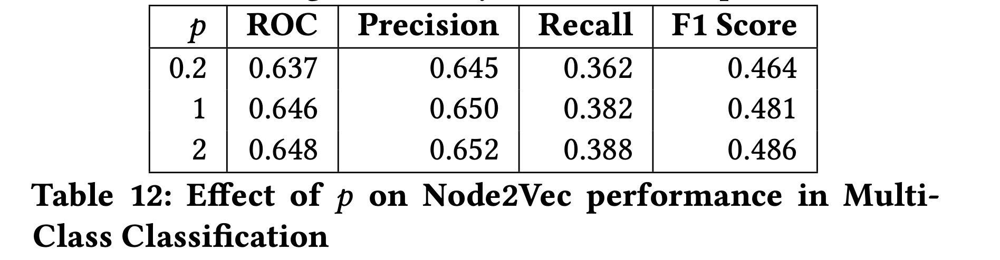 p ROC Precision Recall F1 Score
0.2 0.637 0.645 0.362 0.464
1 0.646 0.650 0.382 0.481
2 0.648 0.652 0.388 0.486
Table 12: Effect of p on Node2Vec performance in Multi-
Class Classification